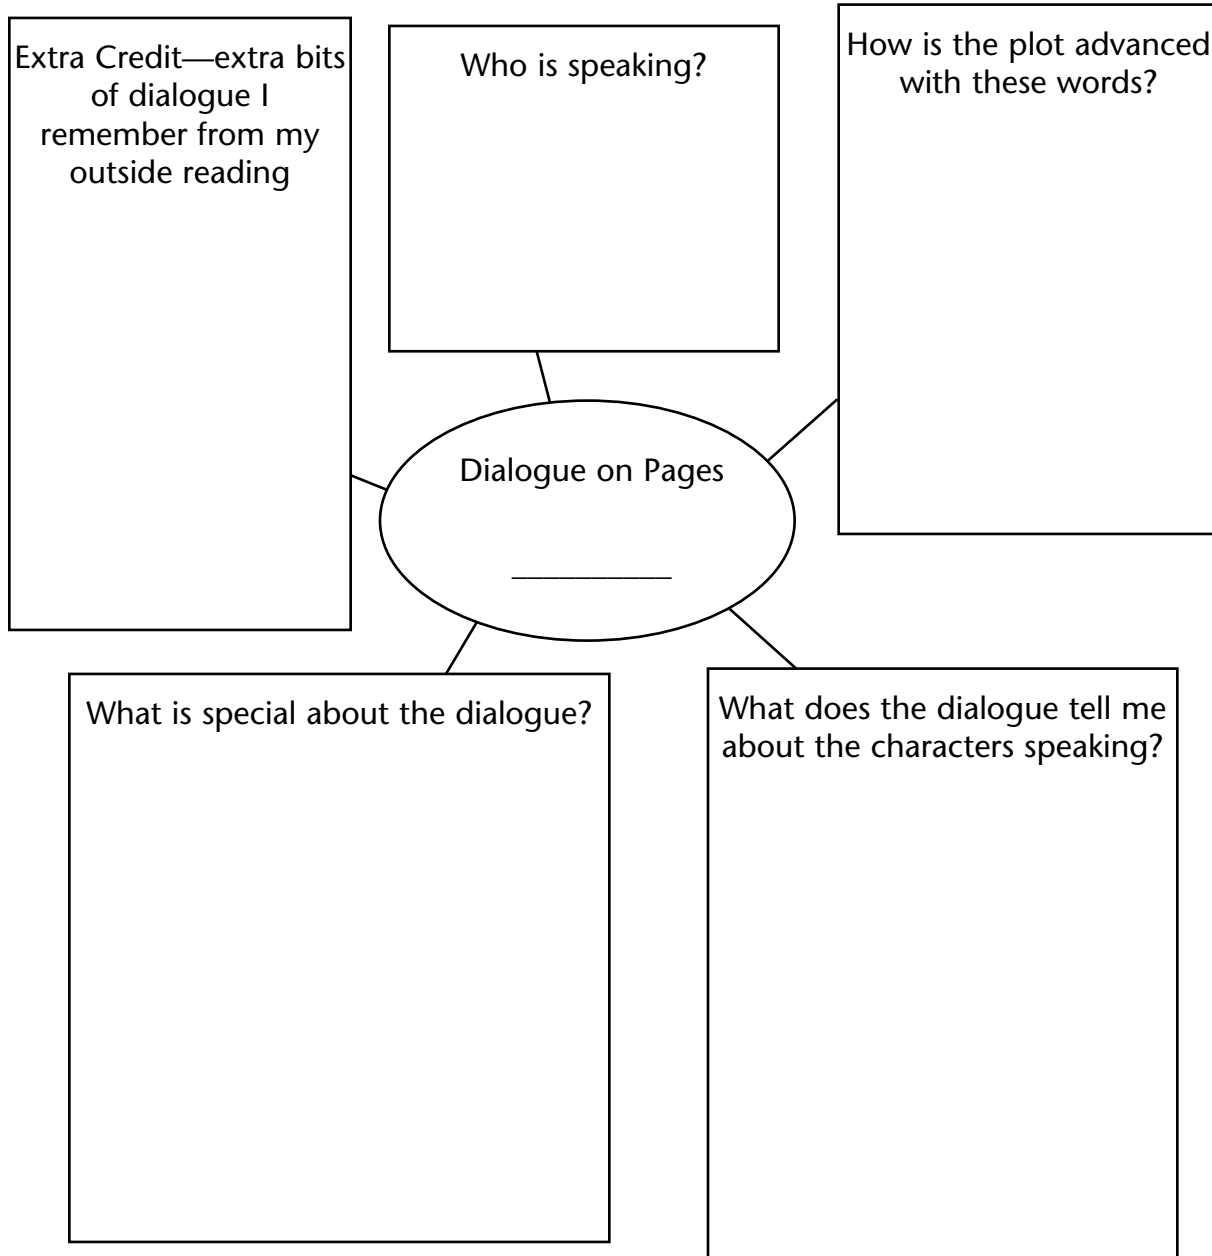 Extra Credit—extra bits
of dialogue I
remember from my
outside reading
Who is speaking?
How is the plot advanced
with these words?
Dialogue on Pages
__________
What is special about the dialogue?
What does the dialogue tell me
about the characters speaking?